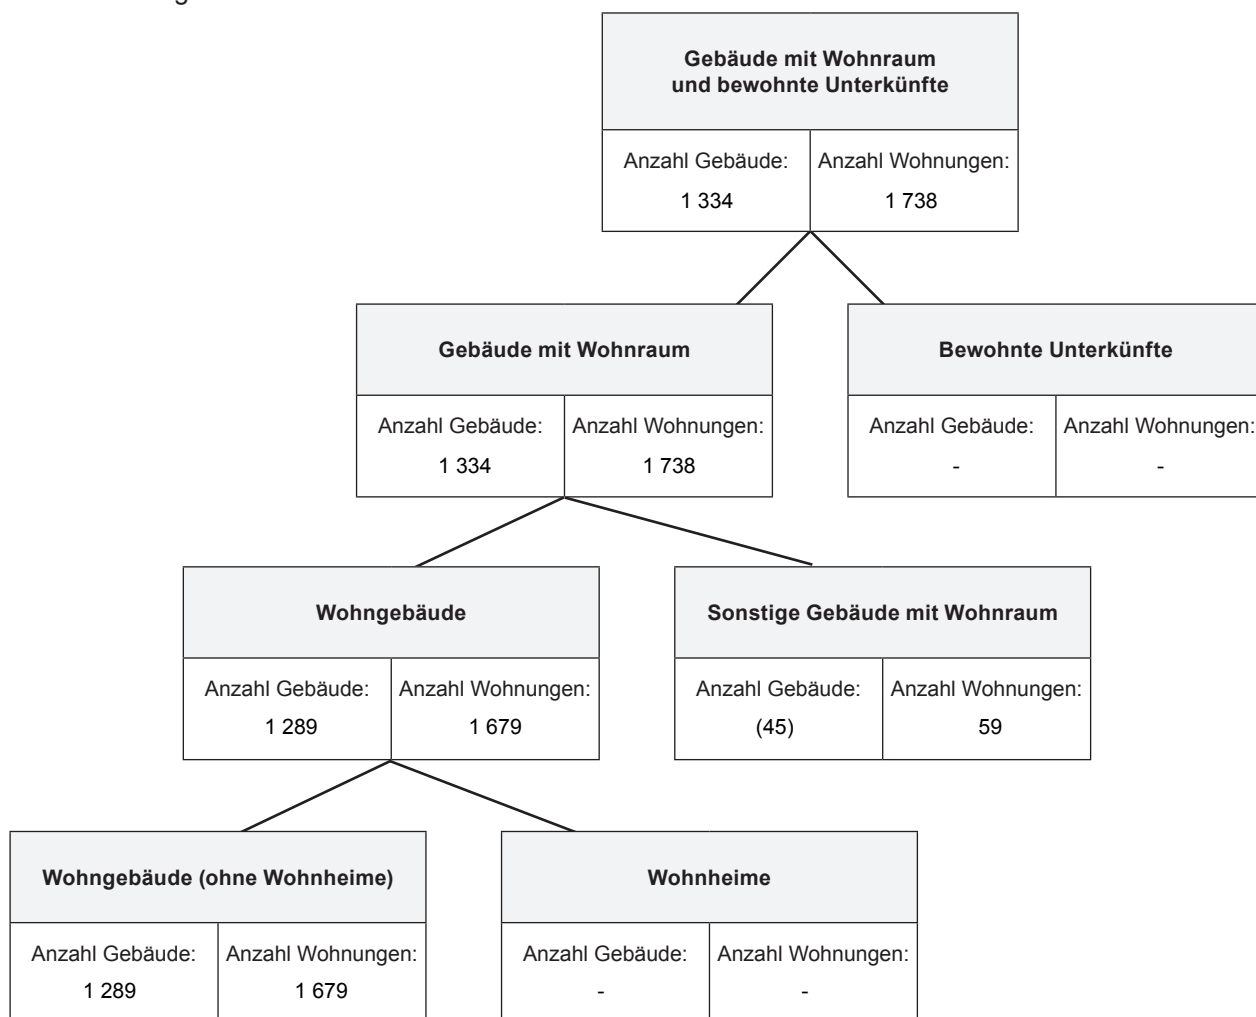 Gebäude mit Wohnraum
und bewohnte Unterkünfte
Anzahl Gebäude: Anzahl Wohnungen:
1 334 1 738
Gebäude mit Wohnraum Bewohnte Unterkünfte
Anzahl Gebäude: Anzahl Wohnungen: Anzahl Gebäude: Anzahl Wohnungen:
1 334 1 738 - -
Wohngebäude Sonstige Gebäude mit Wohnraum
Anzahl Gebäude: Anzahl Wohnungen: Anzahl Gebäude: Anzahl Wohnungen:
1 289 1 679 (45) 59
Wohngebäude (ohne Wohnheime) Wohnheime
Anzahl Gebäude: Anzahl Wohnungen: Anzahl Gebäude: Anzahl Wohnungen:
1 289 1 679 - -